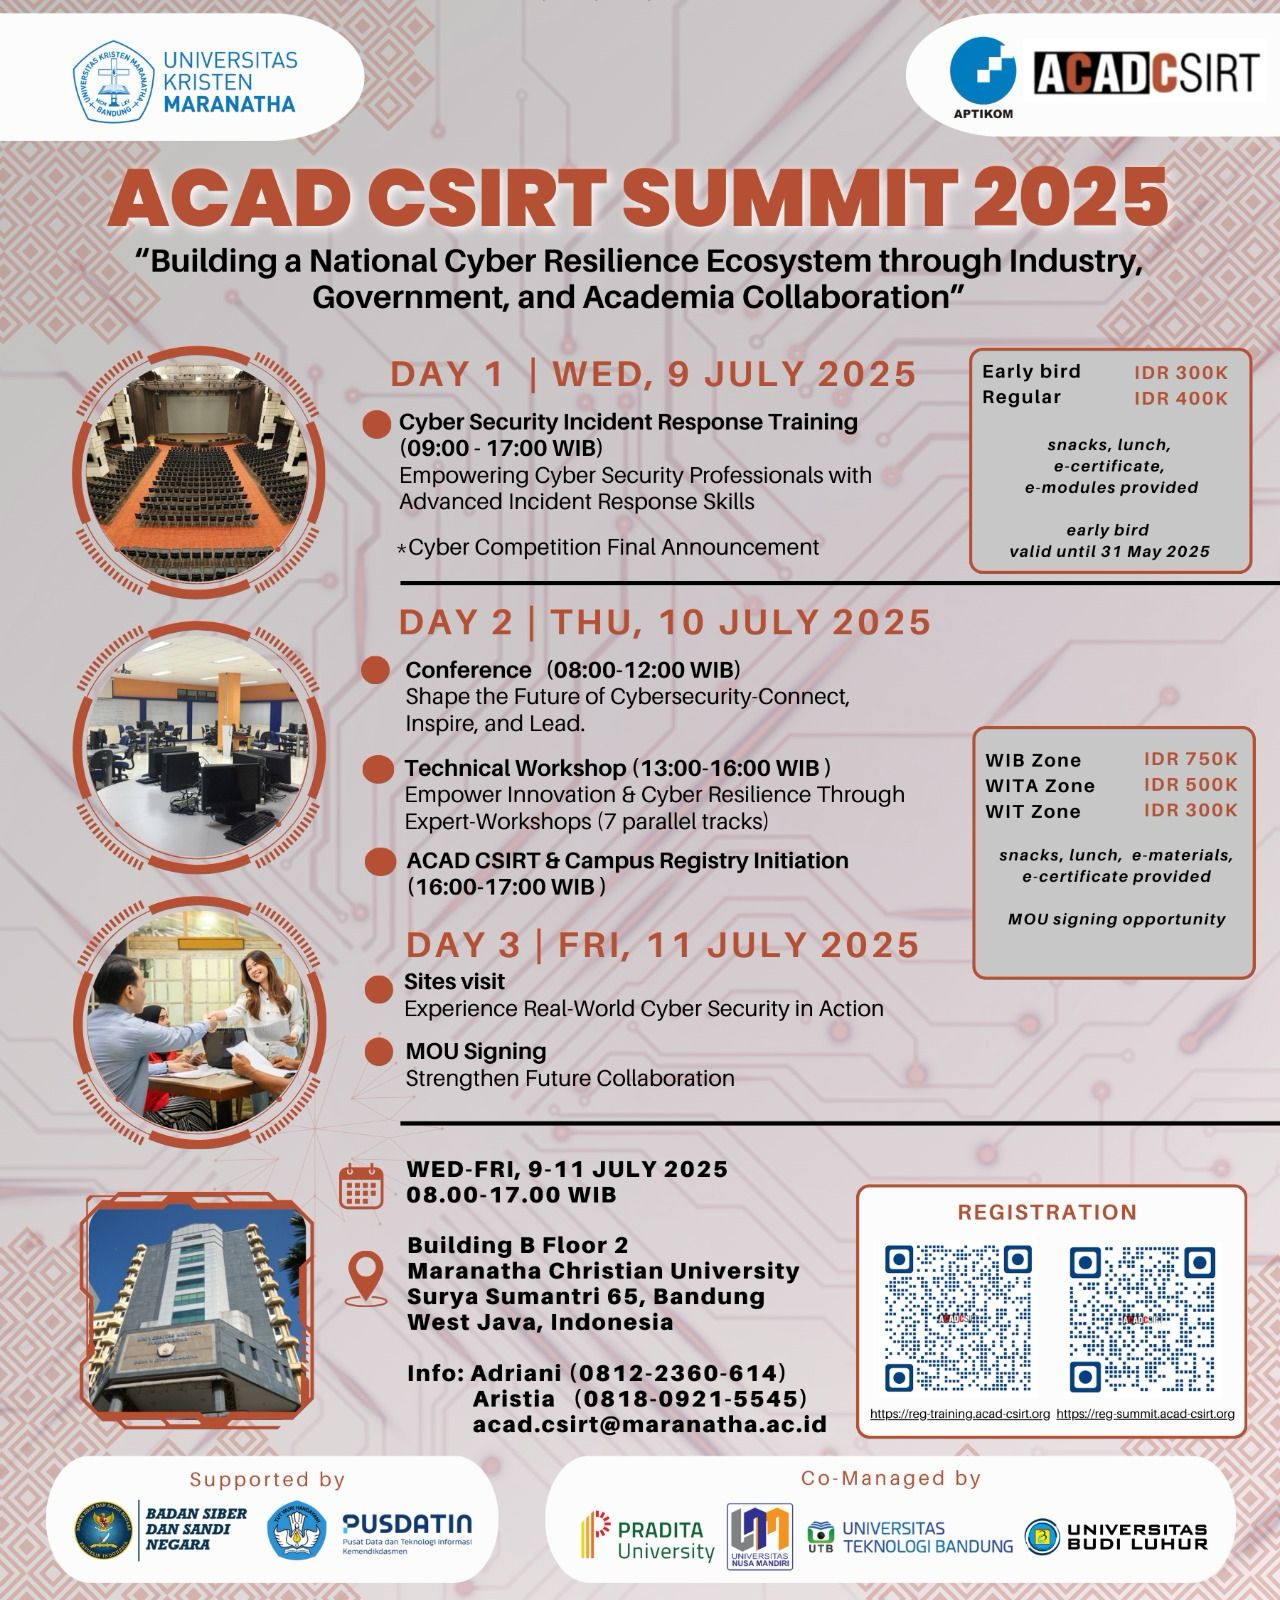 UNIVERSITAS
KRISTEN
MARANATHA
UNIVERSITAS KRISTEN MARANATHA
BANDUNG
APTIKOM
ACADCSIRT
ACAD CSIRT SUMMIT 2025
“Building a National Cyber Resilience Ecosystem through Industry,
Government, and Academia Collaboration”
DAY 1 | WED, 9 JULY 2025
Cyber Security Incident Response Training
(09:00 - 17:00 WIB)
Empowering Cyber Security Professionals with
Advanced Incident Response Skills
*Cyber Competition Final Announcement
Early bird IDR 300K
Regular IDR 400K
snacks, lunch,
e-certificate,
e-modules provided
early bird
valid until 31 May 2025
DAY 2 | THU, 10 JULY 2025
Conference (08:00-12:00 WIB)
Shape the Future of Cybersecurity-Connect,
Inspire, and Lead.
Technical Workshop (13:00-16:00 WIB )
Empower Innovation & Cyber Resilience Through
Expert-Workshops (7 parallel tracks)
ACAD CSIRT & Campus Registry Initiation
(16:00-17:00 WIB )
WIB Zone IDR 750K
WITA Zone IDR 500K
WIT Zone IDR 300K
snacks, lunch, e-materials,
e-certificate provided
MOU signing opportunity
DAY 3 | FRI, 11 JULY 2025
Sites visit
Experience Real-World Cyber Security in Action
MOU Signing
Strengthen Future Collaboration
WED-FRI, 9-11 JULY 2025
08.00-17.00 WIB
Building B Floor 2
Maranatha Christian University
Surya Sumantri 65, Bandung
West Java, Indonesia
Info: Adriani (0812-2360-614)
Aristia (0818-0921-5545)
acad.csirt@maranatha.ac.id
REGISTRATION
ACADCSIRT
ACADCSIRT
https://reg-training.acad-csirt.org
https://reg-summit.acad-csirt.org
Supported by
BADAN SIBER
DAN SANDI
NEGARA
TUT WURI HANDAYANI
PUSDATIN
Pusat Data dan Teknologi Informasi
Kemendikdasmen
Co-Managed by
PRADITA
University
UNIVERSITAS
NUSA MANDIRI
UTB
UNIVERSITAS
TEKNOLOGI BANDUNG
UNIVERSITAS
BUDI LUHUR